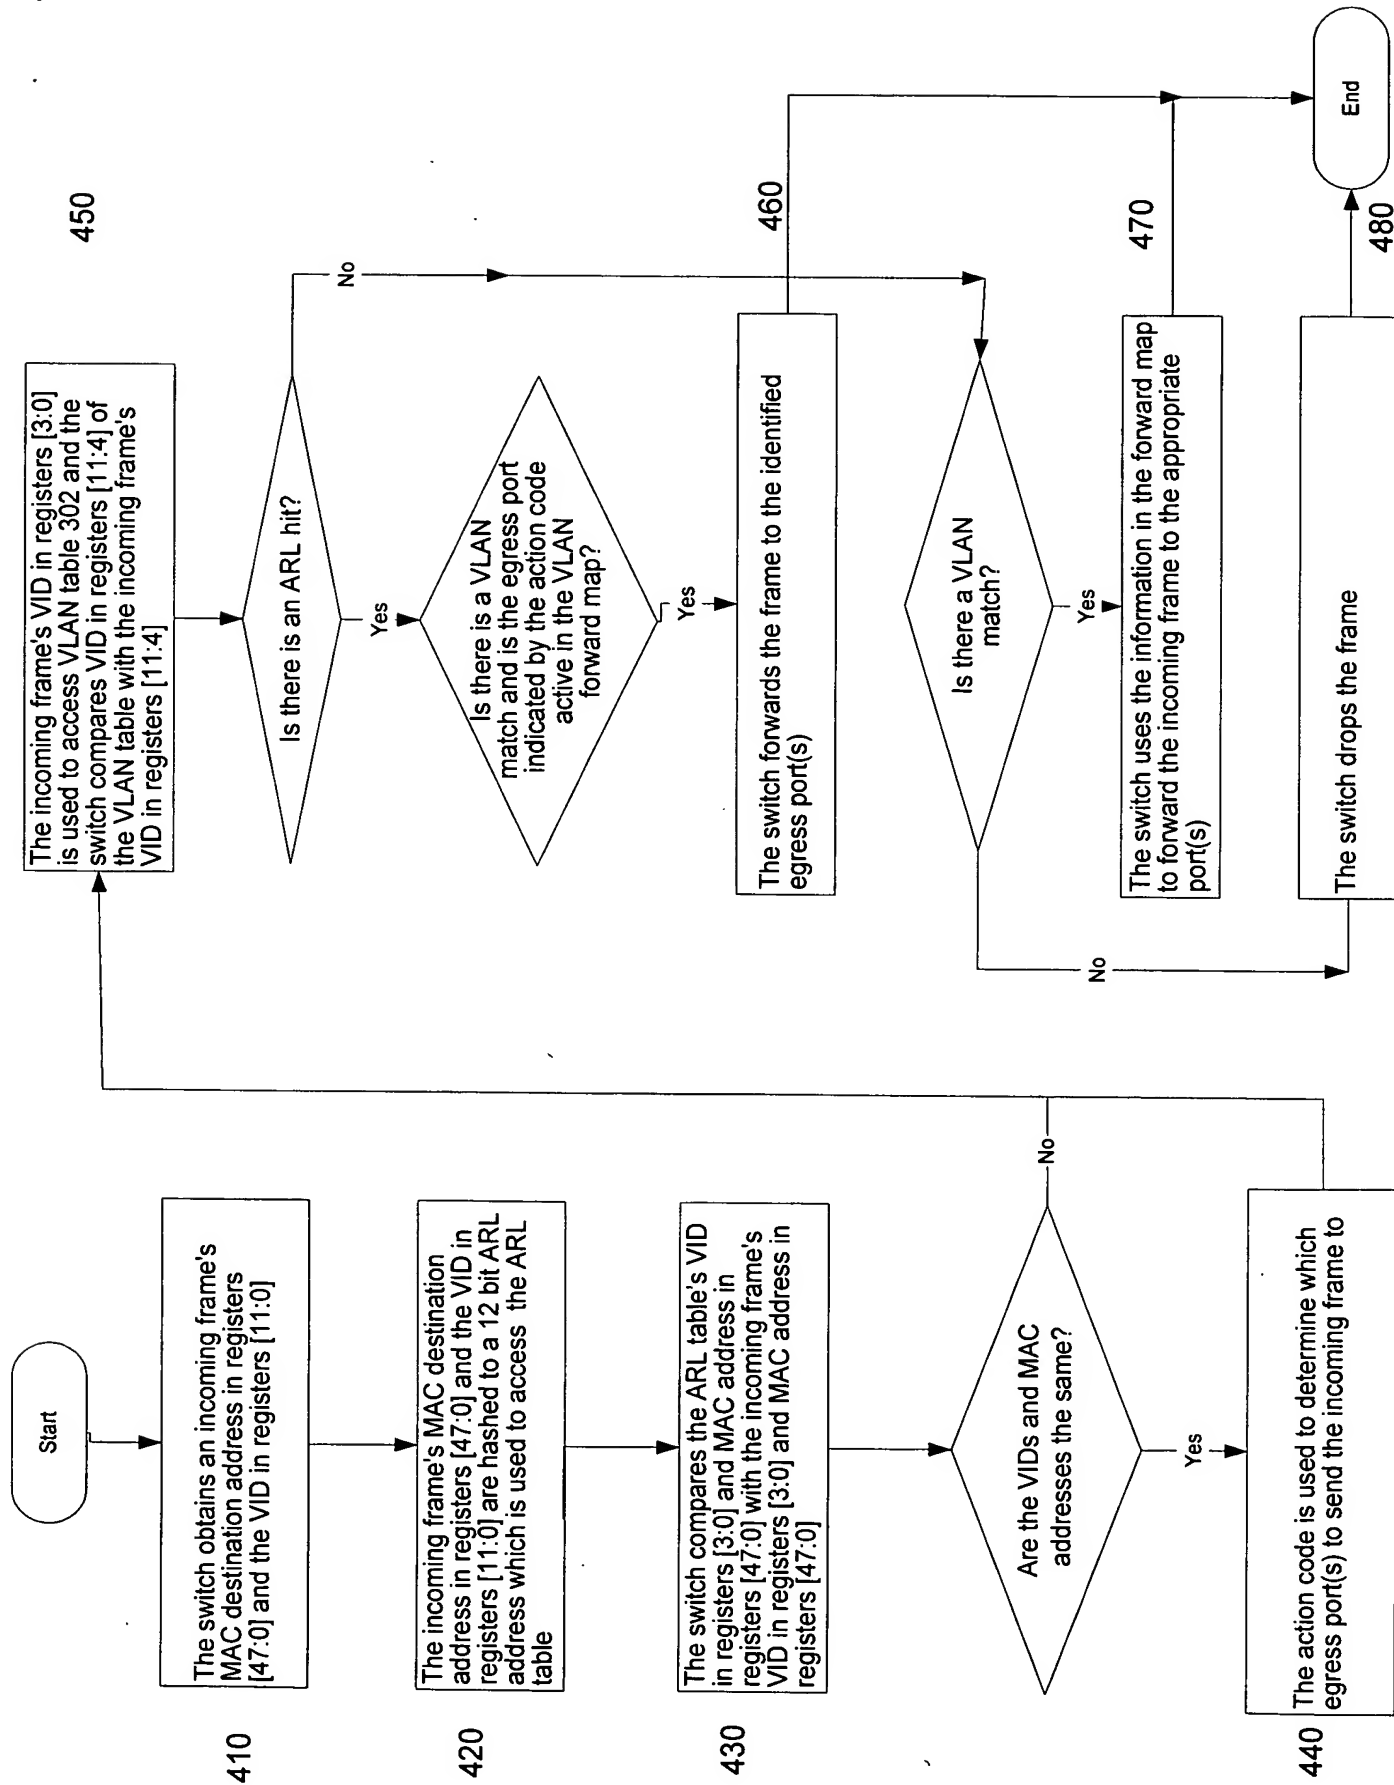 Start
410
The switch obtains an incoming frame's
MAC destination address in registers
[47:0] and the VID in registers [11:0]
420
The incoming frame's MAC destination
address in registers [47:0] and the VID in
registers [11:0] are hashed to a 12 bit ARL
address which is used to access the ARL
table
430
The switch compares the ARL table's VID
in registers [3:0] and MAC address in
registers [47:0] with the incoming frame's
VID in registers [3:0] and MAC address in
registers [47:0]
Are the VIDs and MAC
addresses the same?
No
Yes
440
The action code is used to determine which
egress port(s) to send the incoming frame to
450
The incoming frame's VID in registers [3:0]
is used to access VLAN table 302 and the
switch compares VID in registers [11:4] of
the VLAN table with the incoming frame's
VID in registers [11:4]
Is there is an ARL hit?
No
Yes
Is there is a VLAN
match and is the egress port
indicated by the action code
active in the VLAN
forward map?
Yes
460
The switch forwards the frame to the identified
egress port(s)
Is there a VLAN
match?
Yes
No
470
The switch uses the information in the forward map
to forward the incoming frame to the appropriate
port(s)
480
The switch drops the frame
End